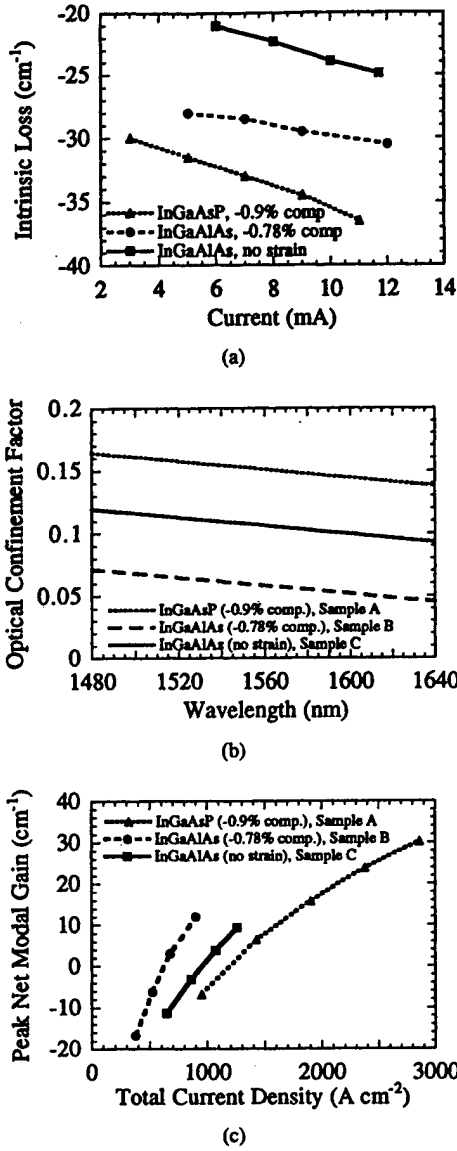 -20
-25
-30
-35
-40
Intrinsic Loss (cm⁻¹)
InGaAsP, -0.9% comp
InGaAlAs, -0.78% comp
InGaAlAs, no strain
2 4 6 8 10 12 14
Current (mA)
(a)
0.2
0.15
0.1
0.05
0
Optical Confinement Factor
InGaAsP (-0.9% comp.), Sample A
InGaAlAs (-0.78% comp.), Sample B
InGaAlAs (no strain), Sample C
1480 1520 1560 1600 1640
Wavelength (nm)
(b)
40
30
20
10
0
-10
-20
Peak Net Modal Gain (cm⁻¹)
InGaAsP (-0.9% comp.), Sample A
InGaAlAs (-0.78% comp.), Sample B
InGaAlAs (no strain), Sample C
0 1000 2000 3000
Total Current Density (A cm⁻²)
(c)